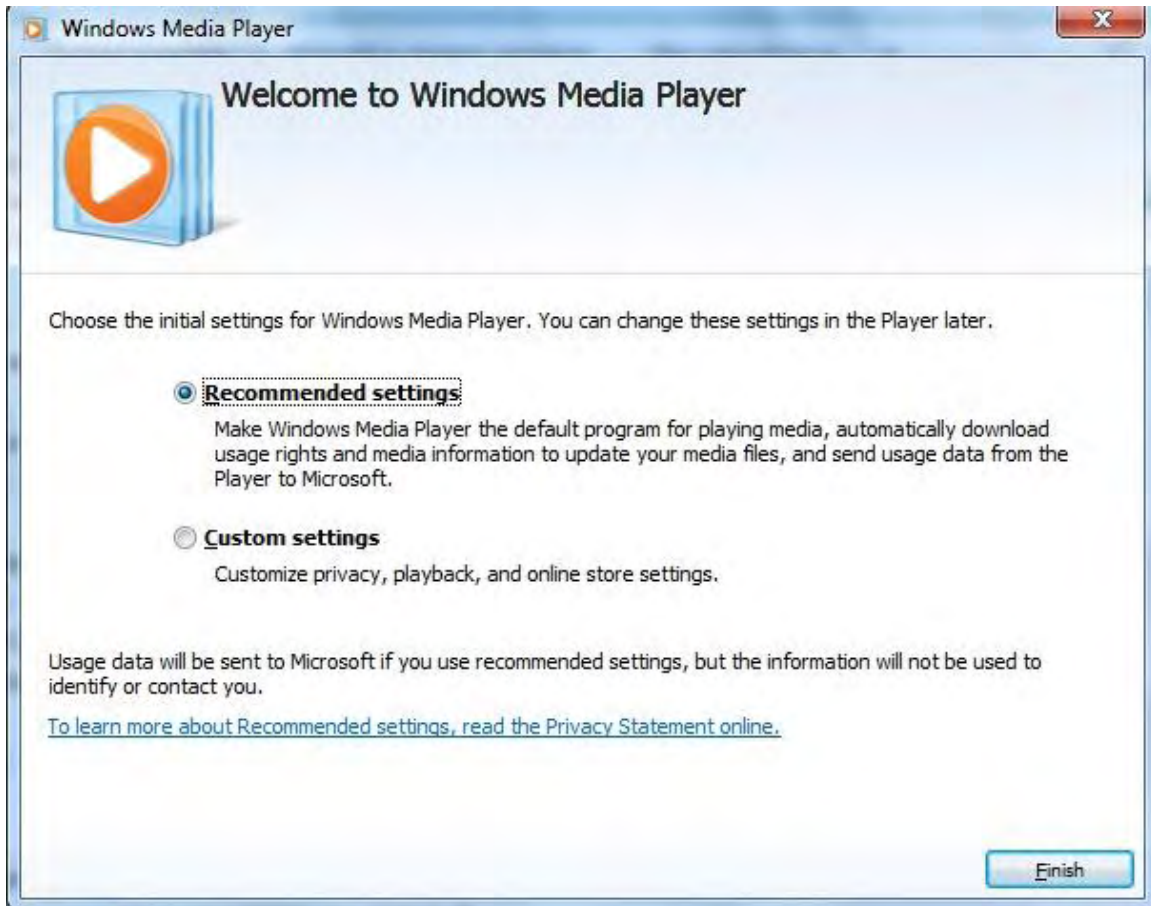 Windows Media Player
Welcome to Windows Media Player
Choose the initial settings for Windows Media Player. You can change these settings in the Player later.
Recommended settings
Make Windows Media Player the default program for playing media, automatically download
usage rights and media information to update your media files, and send usage data from the
Player to Microsoft.
Custom settings
Customize privacy, playback, and online store settings.
Usage data will be sent to Microsoft if you use recommended settings, but the information will not be used to
identify or contact you.
To learn more about Recommended settings, read the Privacy Statement online.
Finish